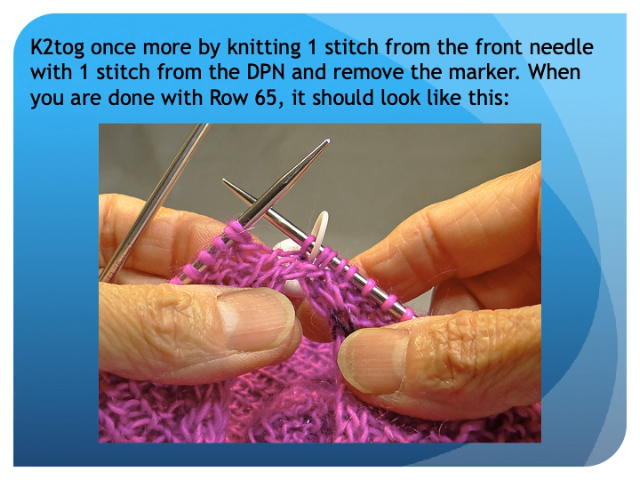 K2tog once more by knitting 1 stitch from the front needle
with 1 stitch from the DPN and remove the marker. When
you are done with Row 65, it should look like this: